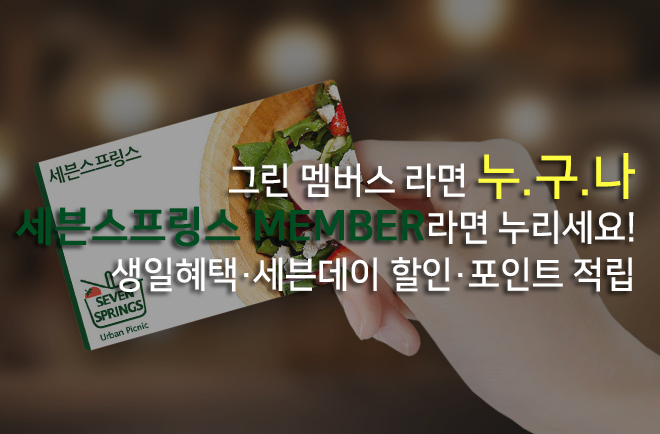 세븐스프링스
그린 멤버스 라면 누.구.나
세븐스프링스 MEMBER라면 누리세요!
생일혜택·세븐데이 할인·포인트 적립
SEVEN
SPRINGS
Urban Picnic